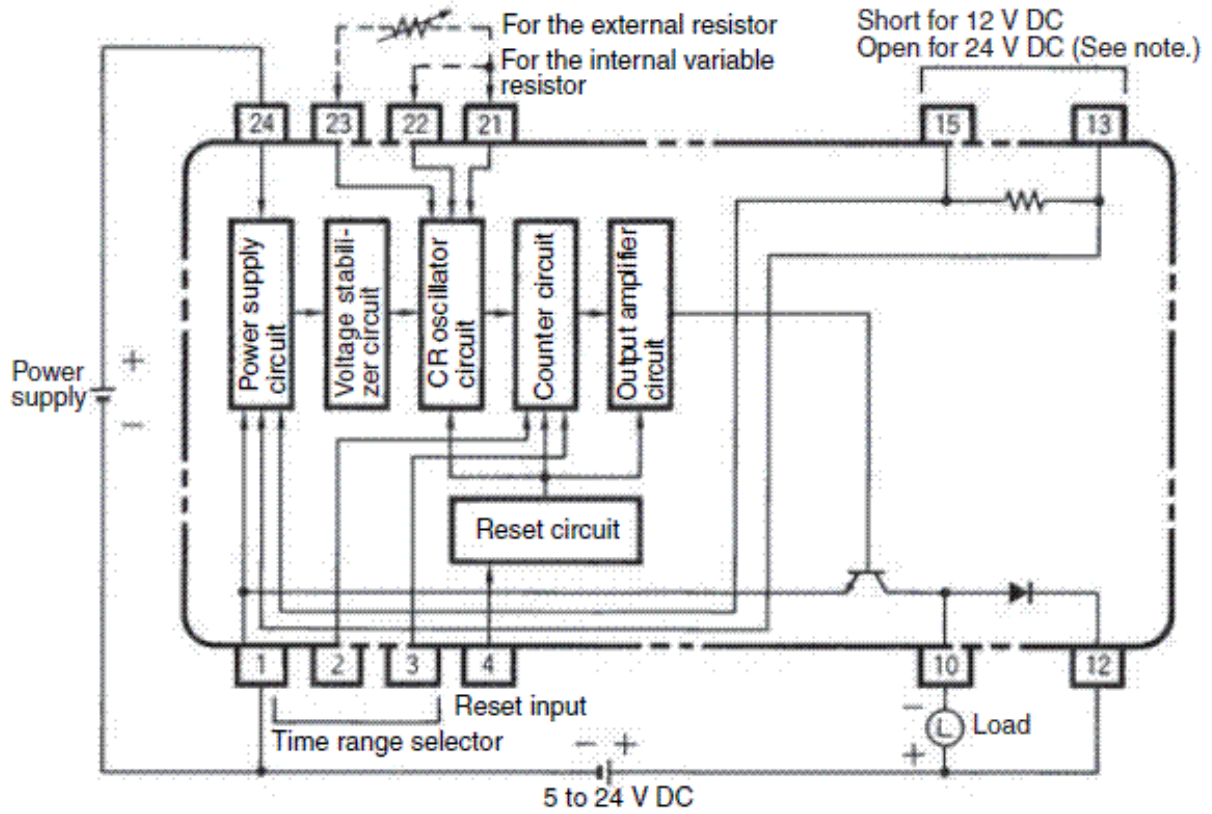 For the external resistor
For the internal variable
resistor
Short for 12 V DC
Open for 24 V DC (See note.)
24
23
22
21
15
13
Power supply
circuit
Voltage stabili-
zer circuit
CR oscillator
circuit
Counter circuit
Output amplifier
circuit
Power
supply
+
−
Reset circuit
1
2
3
4
10
12
Reset input
Time range selector
− +
5 to 24 V DC
−
L
Load
+